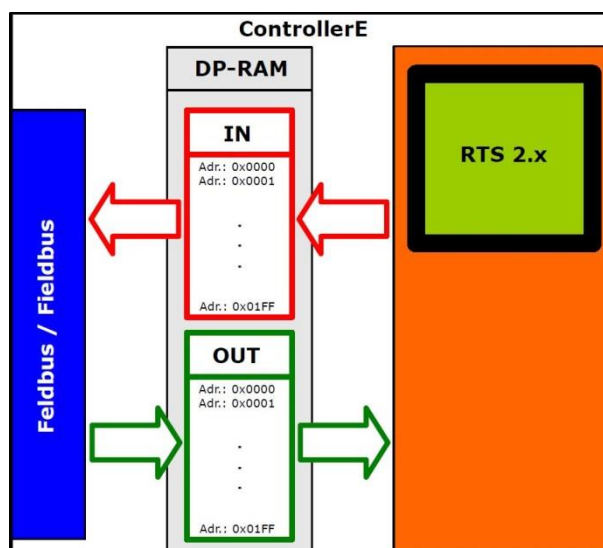 ControllerE
DP-RAM
IN
Adr.: 0x0000
Adr.: 0x0001
.
.
.
Adr.: 0x01FF
OUT
Adr.: 0x0000
Adr.: 0x0001
.
.
.
Adr.: 0x01FF
RTS 2.x
Feldbus / Fieldbus